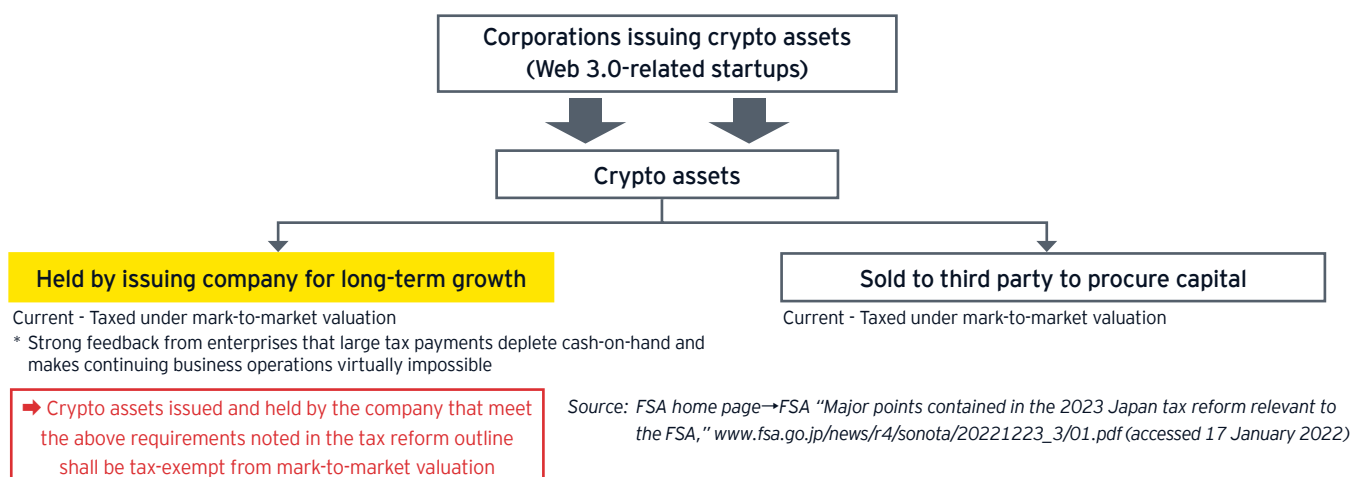 Corporations issuing crypto assets
(Web 3.0-related startups)
Crypto assets
Held by issuing company for long-term growth
Current - Taxed under mark-to-market valuation
* Strong feedback from enterprises that large tax payments deplete cash-on-hand and
makes continuing business operations virtually impossible
➡ Crypto assets issued and held by the company that meet
the above requirements noted in the tax reform outline
shall be tax-exempt from mark-to-market valuation
Sold to third party to procure capital
Current - Taxed under mark-to-market valuation
Source: FSA home page→FSA “Major points contained in the 2023 Japan tax reform relevant to
the FSA,” www.fsa.go.jp/news/r4/sonota/20221223_3/01.pdf (accessed 17 January 2022)